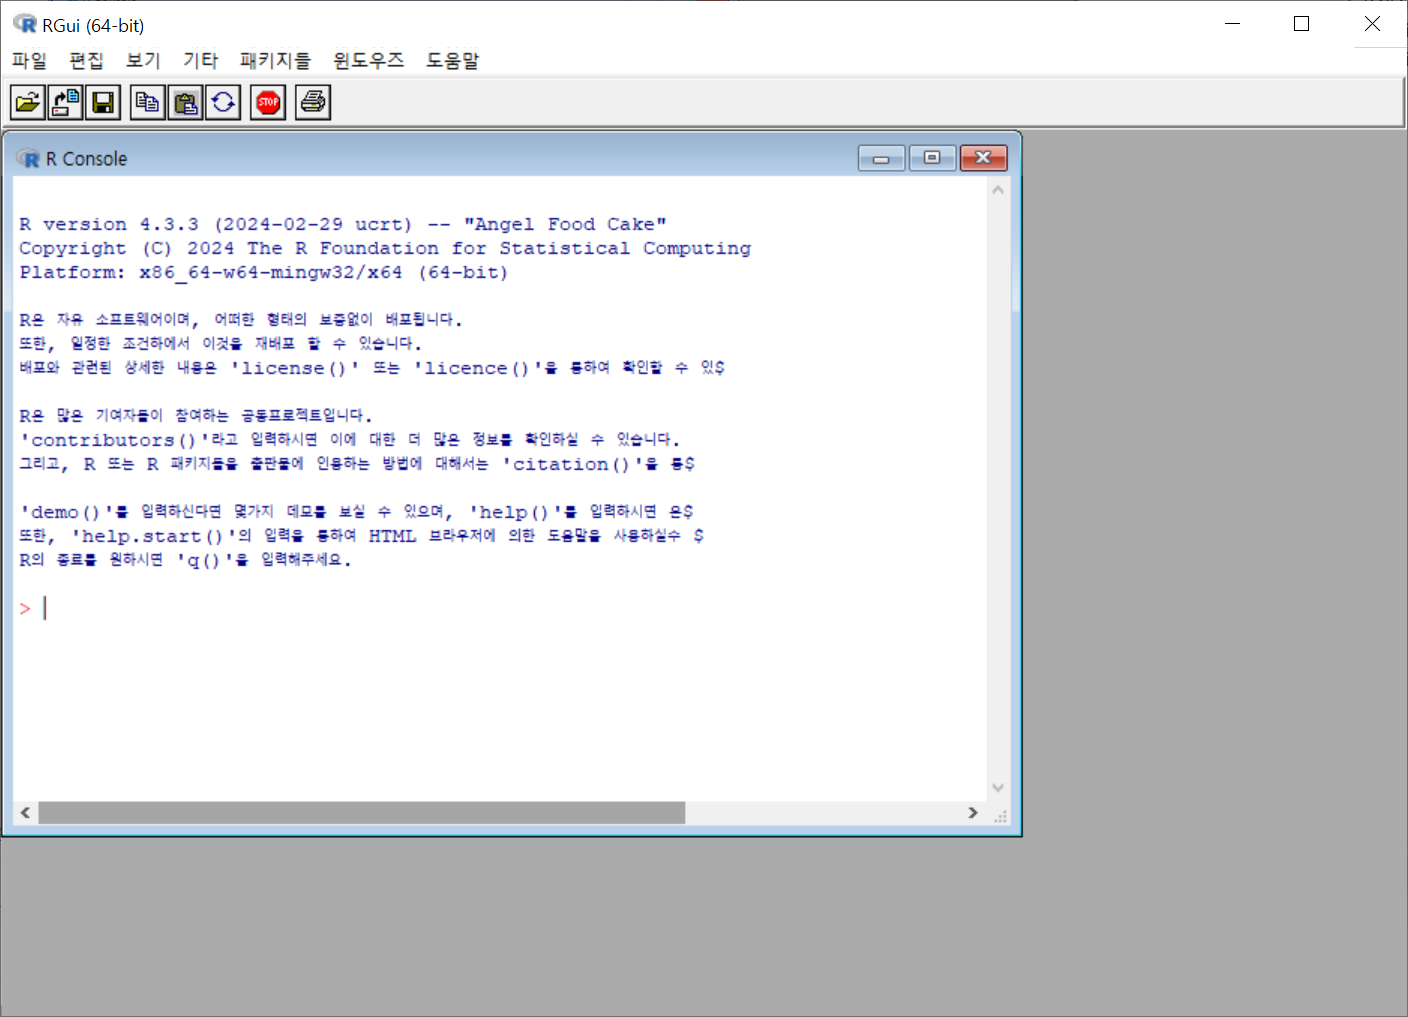 RGui (64-bit)
파일 편집 보기 기타 패키지들 윈도우즈 도움말
STOP
R Console
R version 4.3.3 (2024-02-29 ucrt) -- "Angel Food Cake"
Copyright (C) 2024 The R Foundation for Statistical Computing
Platform: x86_64-w64-mingw32/x64 (64-bit)
R은 자유 소프트웨어이며, 어떠한 형태의 보증없이 배포됩니다.
또한, 일정한 조건하에서 이것을 재배포 할 수 있습니다.
배포와 관련된 상세한 내용은 'license()' 또는 'licence()'을 통하여 확인할 수 있$
R은 많은 기여자들이 참여하는 공동프로젝트입니다.
'contributors()'라고 입력하시면 이에 대한 더 많은 정보를 확인하실 수 있습니다.
그리고, R 또는 R 패키지들을 출판물에 인용하는 방법에 대해서는 'citation()'을 통$
'demo()'를 입력하신다면 몇가지 데모를 보실 수 있으며, 'help()'를 입력하시면 온$
또한, 'help.start()'의 입력을 통하여 HTML 브라우저에 의한 도움말을 사용하실수 $
R의 종료를 원하시면 'q()'을 입력해주세요.
>